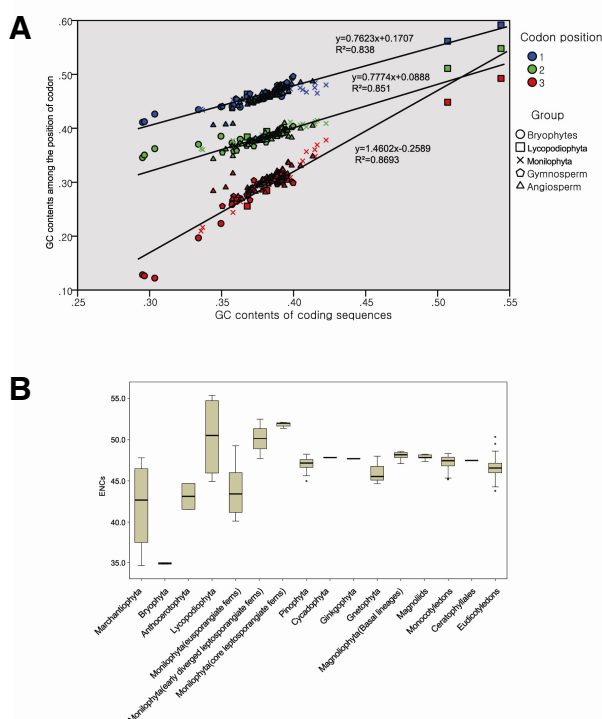 A
GC contents among the position of codon
.60
.50
.40
.30
.20
.10
.25
.30
.35
.40
.45
.50
.55
GC contents of coding sequences
y=0.7623x+0.1707
R²=0.838
y=0.7774x+0.0888
R²=0.851
y=1.4602x-0.2589
R²=0.8693
Codon position
1
2
3
Group
Bryophytes
Lycopodiophyta
Monilophyta
Gymnosperm
Angiosperm
B
ENCs
55.0
50.0
45.0
40.0
35.0
Marchantiophyta
Bryophyta
Anthocerotophyta
Lycopodiophyta
Monilophyta(eusporangiate ferns)
Monilophyta(early diverged leptosporangiate ferns)
Monilophyta(core leptosporangiate ferns)
Pinophyta
Cycadophyta
Ginkgophyta
Gnetophyta
Magnoliophyta(Basal lineages)
Magnoliids
Monocotyledons
Ceratophyllales
Eudicotyledons